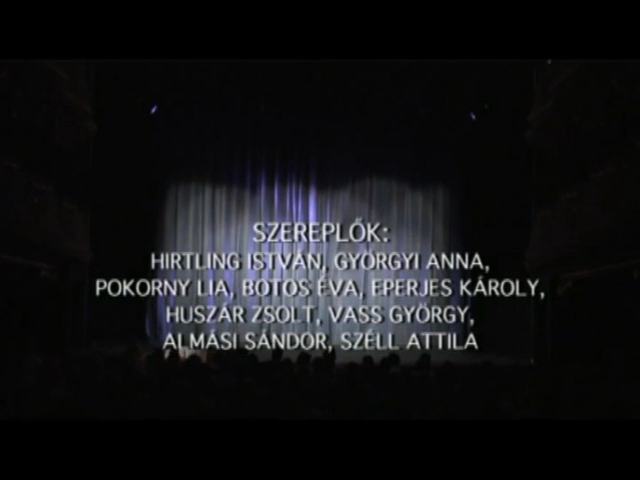 SZEREPLŐK:
HIRTLING ISTVÁN, GYÖRGYI ANNA,
POKORNY LIA, BOTOS ÉVA, EPERJES KÁROLY,
HUSZÁR ZSOLT, VASS GYÖRGY,
ALMÁSI SÁNDOR, SZÉLL ATTILA